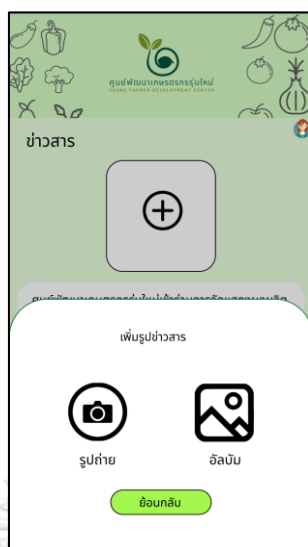 ศูนย์พัฒนาเกษตรกรรุ่นใหม่
YOUNG FARMER DEVELOPMENT CENTER
ข่าวสาร
เพิ่มรูปข่าวสาร
รูปถ่าย
อัลบัม
ย้อนกลับ